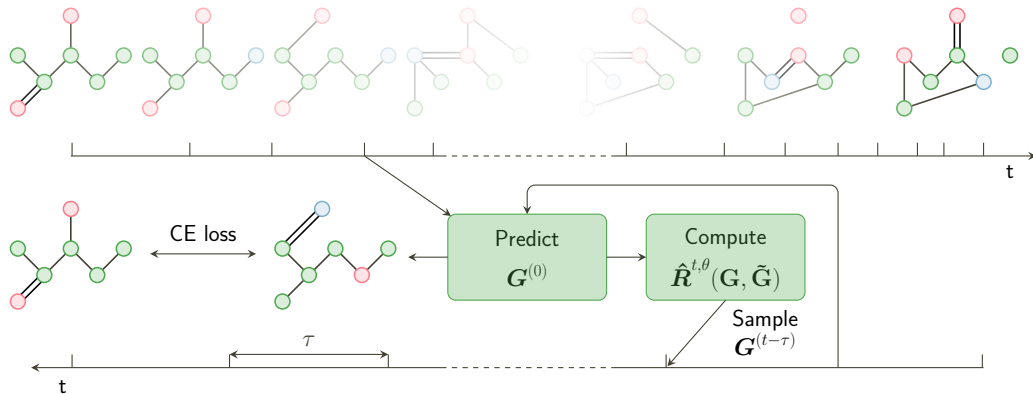 t
CE loss
Predict
G^{(0)}
Compute
R̂^{t,θ}(G, G̃)
Sample
G^{(t−τ)}
τ
t